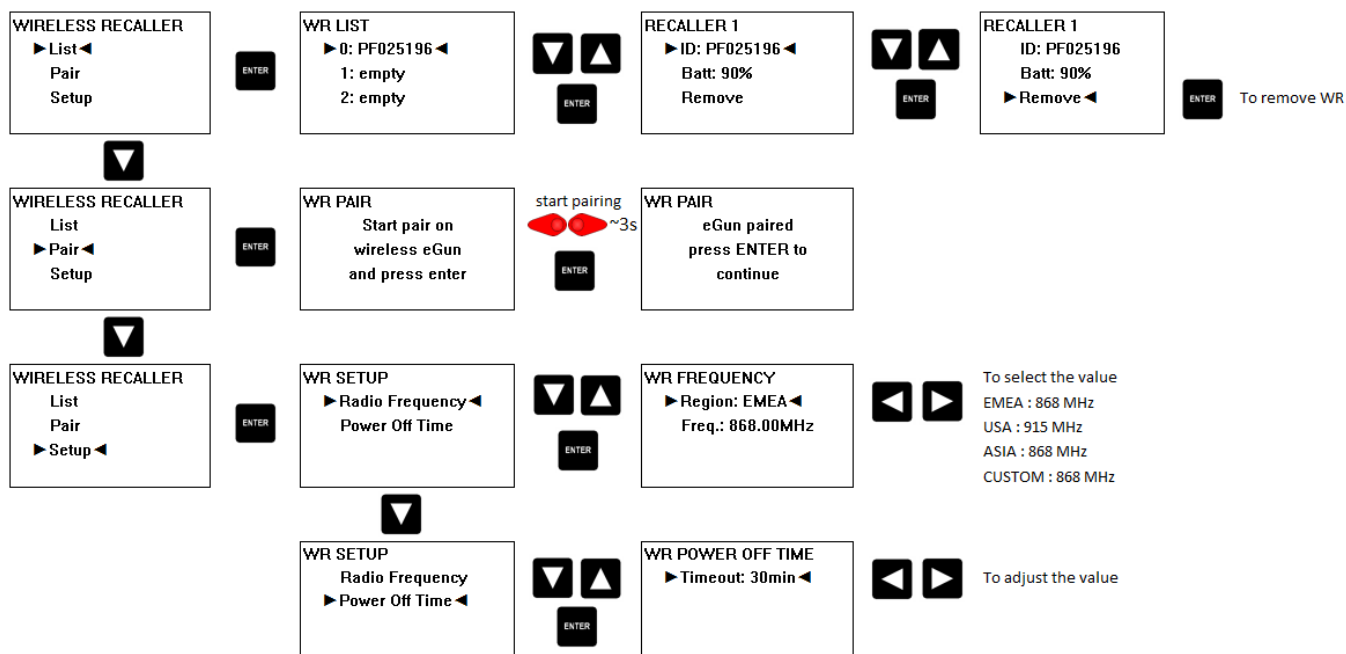 WIRELESS RECALLER
►List◄
Pair
Setup
ENTER
WR LIST
►0: PF025196◄
1: empty
2: empty
ENTER
RECALLER 1
►ID: PF025196◄
Batt: 90%
Remove
ENTER
RECALLER 1
ID: PF025196
Batt: 90%
►Remove◄
ENTER
To remove WR
WIRELESS RECALLER
List
►Pair◄
Setup
ENTER
WR PAIR
Start pair on
wireless eGun
and press enter
start pairing
~3s
ENTER
WR PAIR
eGun paired
press ENTER to
continue
WIRELESS RECALLER
List
Pair
►Setup◄
ENTER
WR SETUP
►Radio Frequency◄
Power Off Time
ENTER
WR FREQUENCY
►Region: EMEA◄
Freq.: 868.00MHz
To select the value
EMEA : 868 MHz
USA : 915 MHz
ASIA : 868 MHz
CUSTOM : 868 MHz
WR SETUP
Radio Frequency
►Power Off Time◄
ENTER
WR POWER OFF TIME
►Timeout: 30min◄
To adjust the value